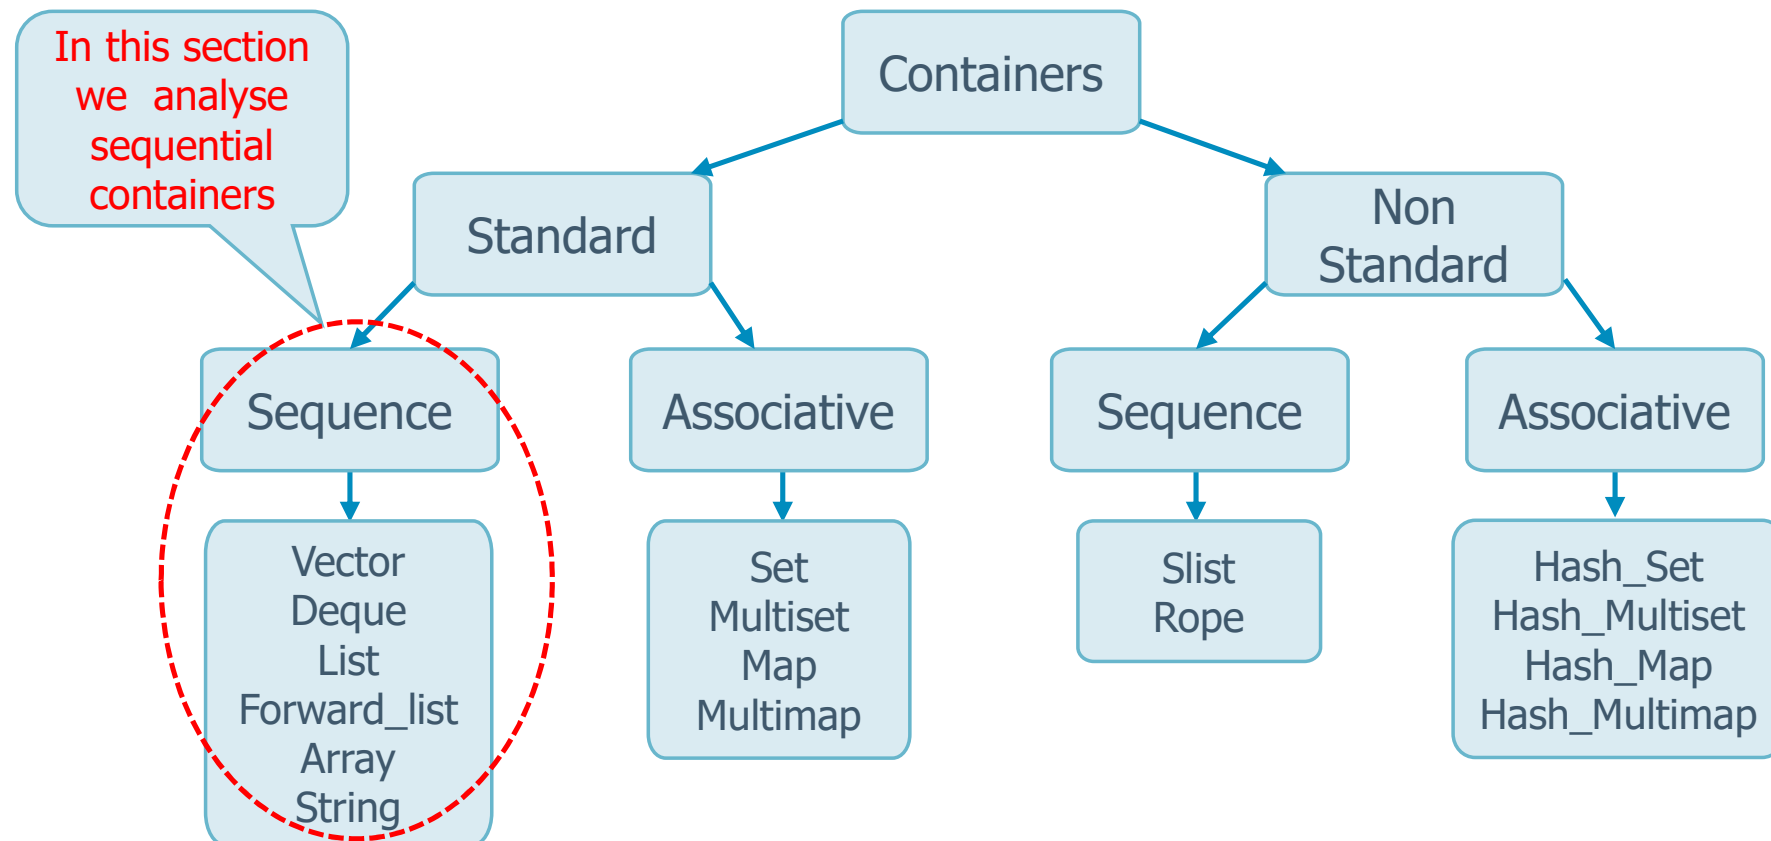 In this section
we analyse
sequential
containers
Containers
Standard
Non
Standard
Sequence
Associative
Sequence
Associative
Vector
Deque
List
Forward_list
Array
String
Set
Multiset
Map
Multimap
Slist
Rope
Hash_Set
Hash_Multiset
Hash_Map
Hash_Multimap